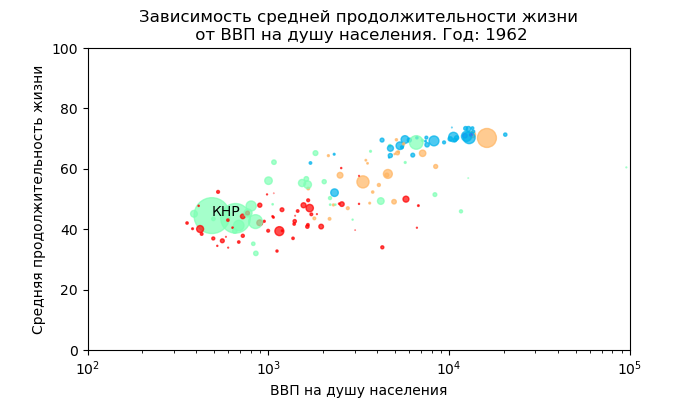 Зависимость средней продолжительности жизни
от ВВП на душу населения. Год: 1962
Средняя продолжительность жизни
100
80
60
40
20
0
КНР
10²
10³
10⁴
10⁵
ВВП на душу населения